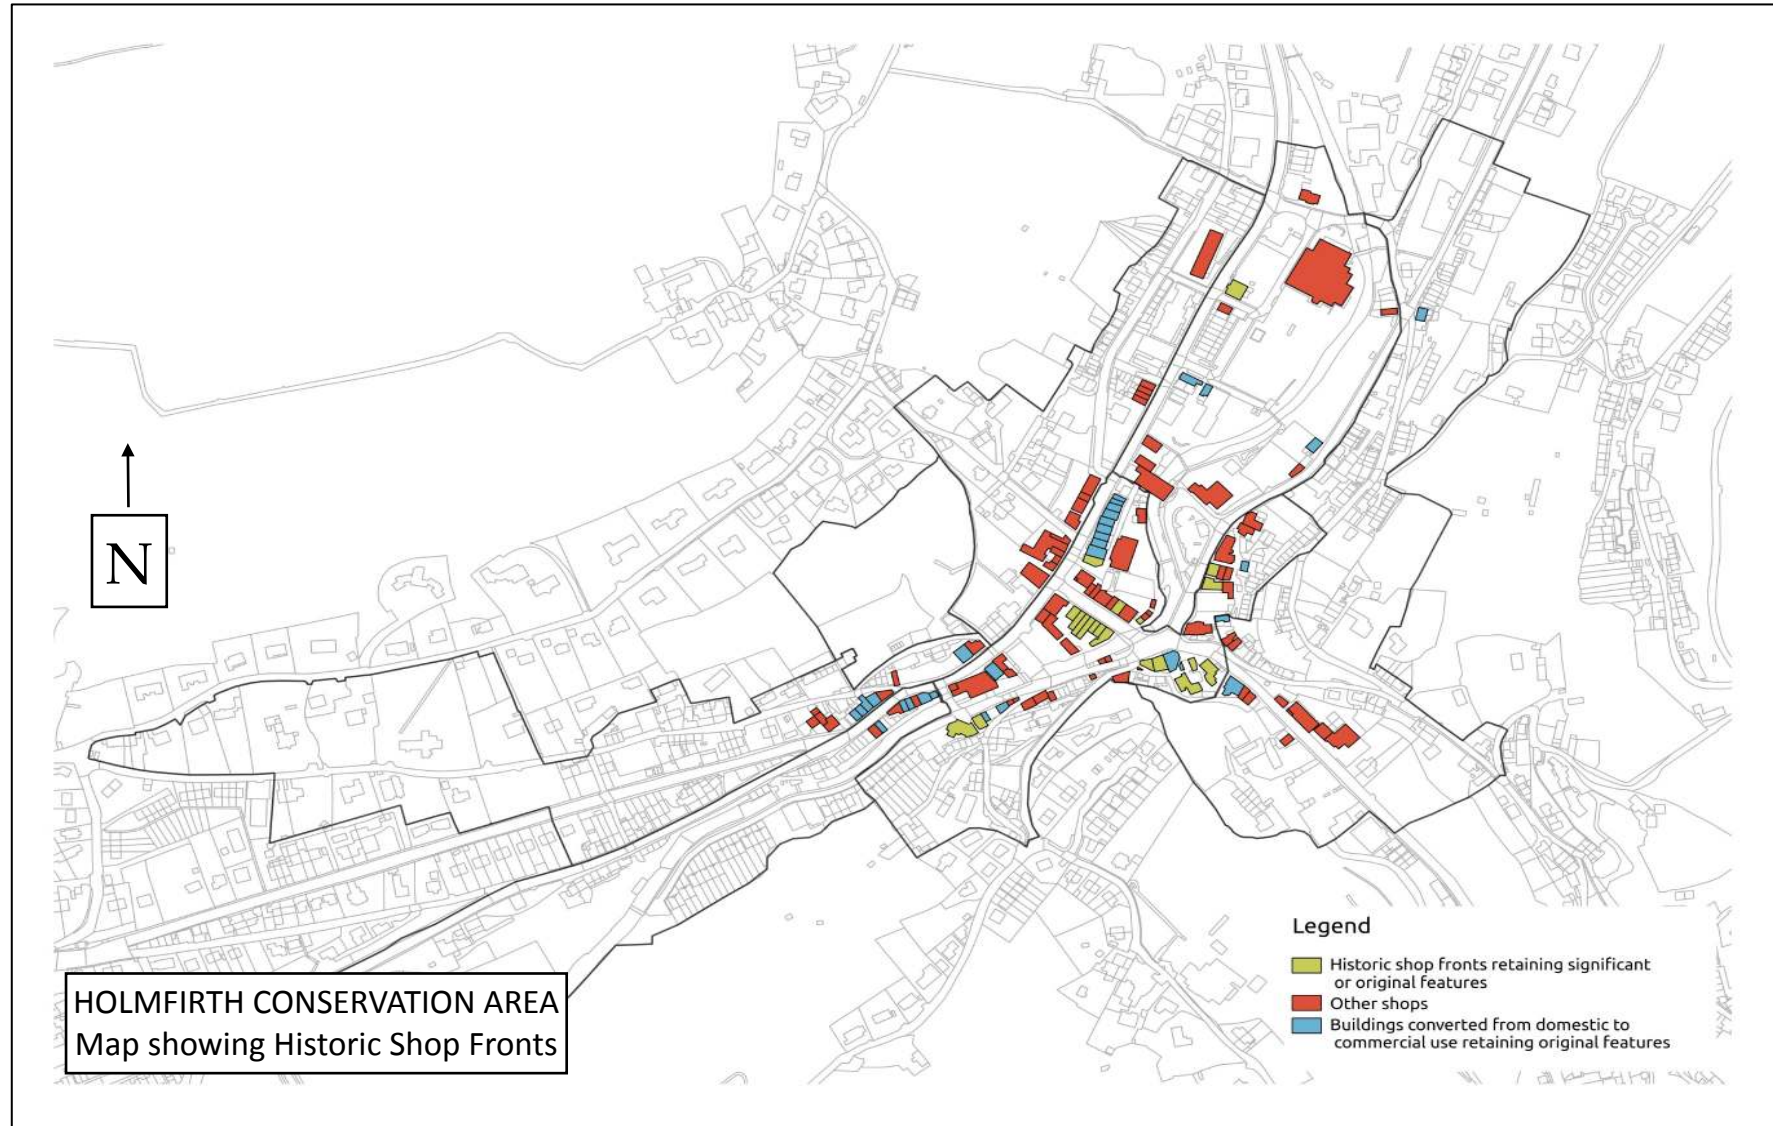 N
HOLMFIRTH CONSERVATION AREA
Map showing Historic Shop Fronts
Legend
Historic shop fronts retaining significant
or original features
Other shops
Buildings converted from domestic to
commercial use retaining original features